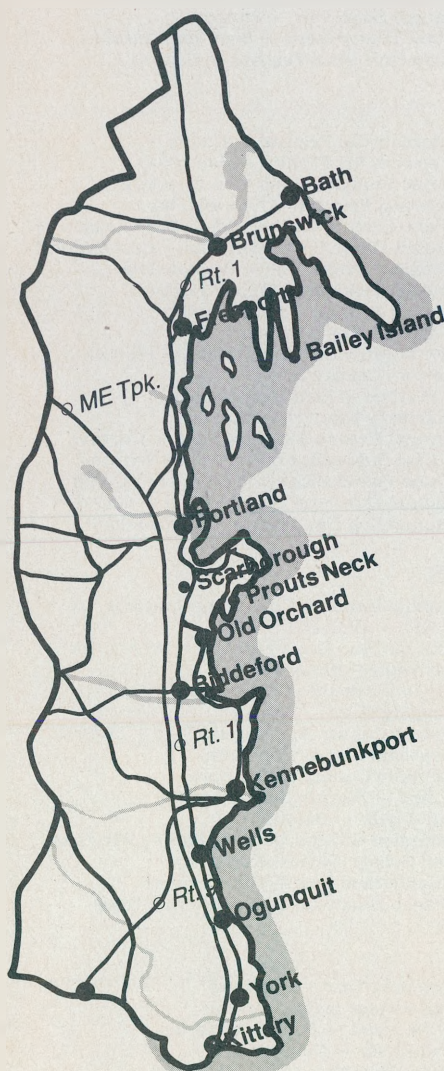 Bath
Brunswick
Rt. 1
Freeport
Bailey Island
ME Tpk.
Portland
Scarborough
Prouts Neck
Old Orchard
Biddeford
Rt. 1
Kennebunkport
Wells
Rt.
Ogunquit
York
Kittery